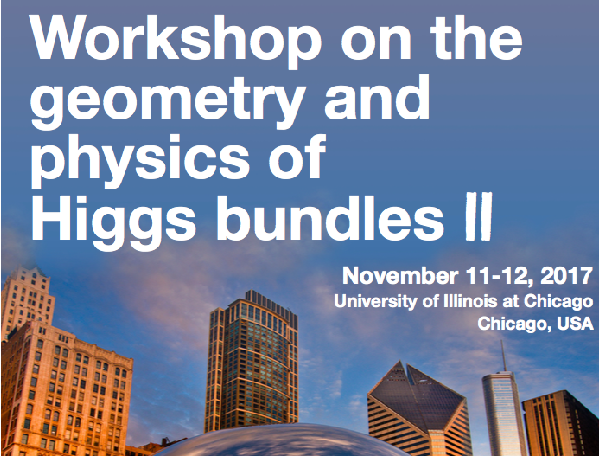 Workshop on the
geometry and
physics of
Higgs bundles II
November 11-12, 2017
University of Illinois at Chicago
Chicago, USA